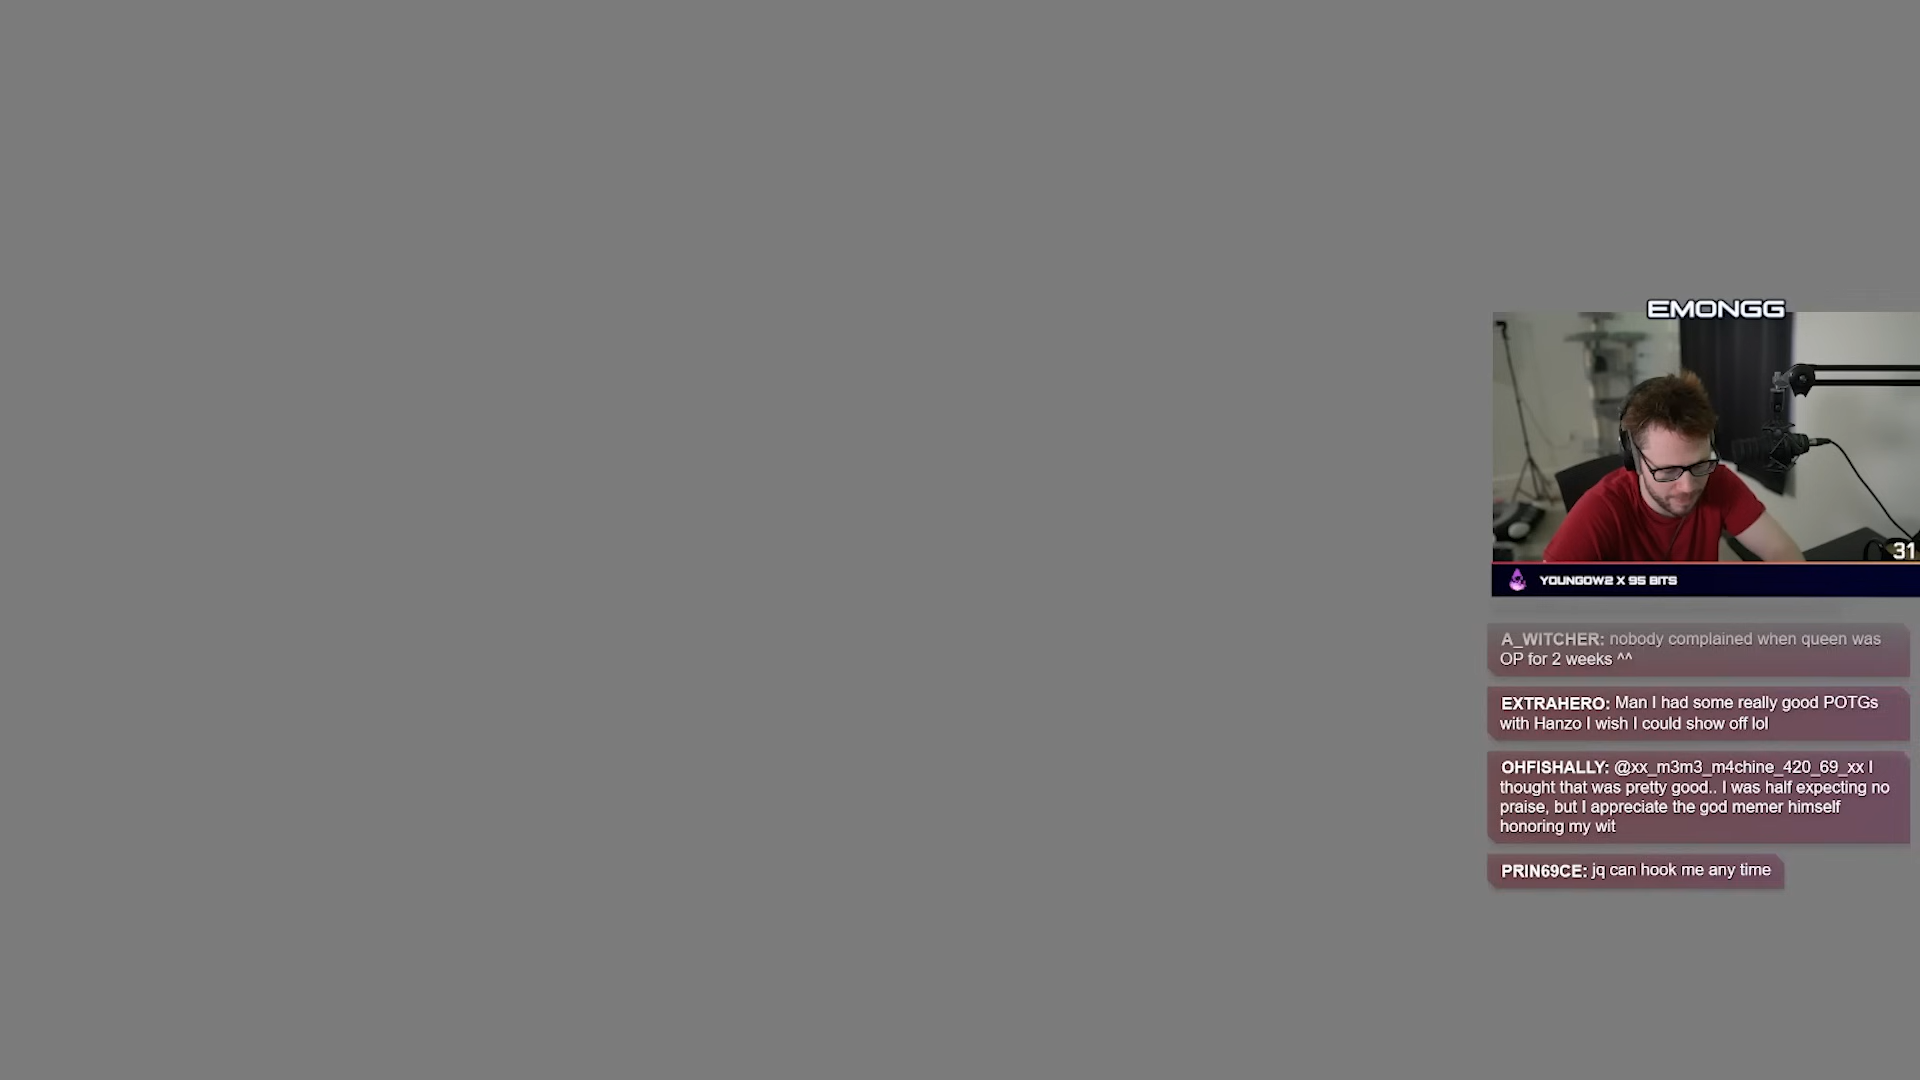 EMONGG
31
YOUNGOW2 X 95 BITS
A_WITCHER: nobody complained when queen was
OP for 2 weeks ^^
EXTRAHERO: Man I had some really good POTGs
with Hanzo I wish I could show off lol
OHFISHALLY: @xx_m3m3_m4chine_420_69_xx I
thought that was pretty good.. I was half expecting no
praise, but I appreciate the god memer himself
honoring my wit
PRIN69CE: jq can hook me any time